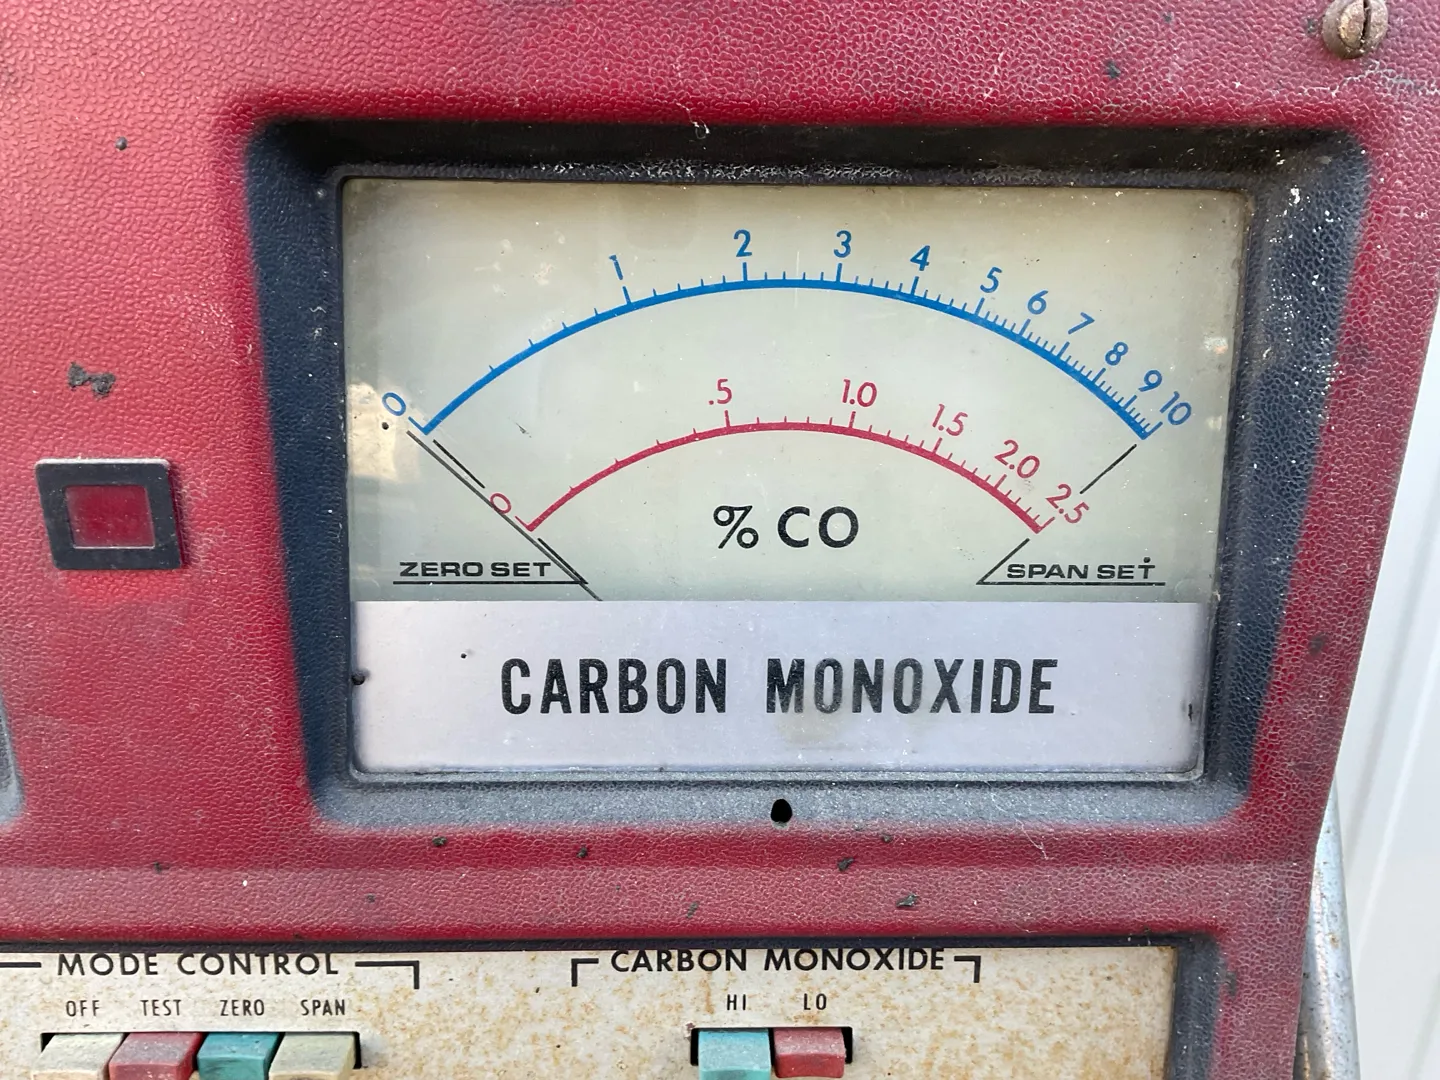 0 1 2 3 4 5 6 7 8 9 10
0 .5 1.0 1.5 2.0 2.5
% CO
ZERO SET SPAN SET
CARBON MONOXIDE
MODE CONTROL CARBON MONOXIDE
OFF TEST ZERO SPAN HI LO